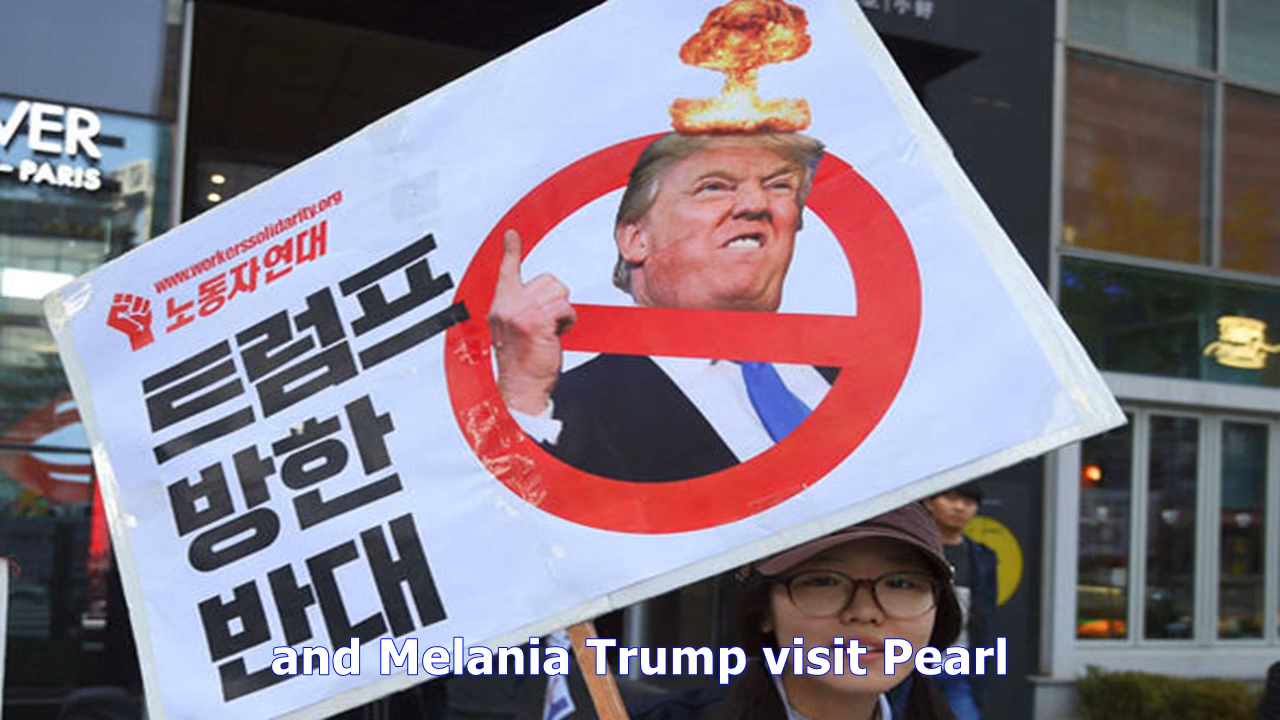 VER
PARIS
www.workerssolidarity.org
노동자 연대
트럼프
방한
반대
and Melania Trump visit Pearl